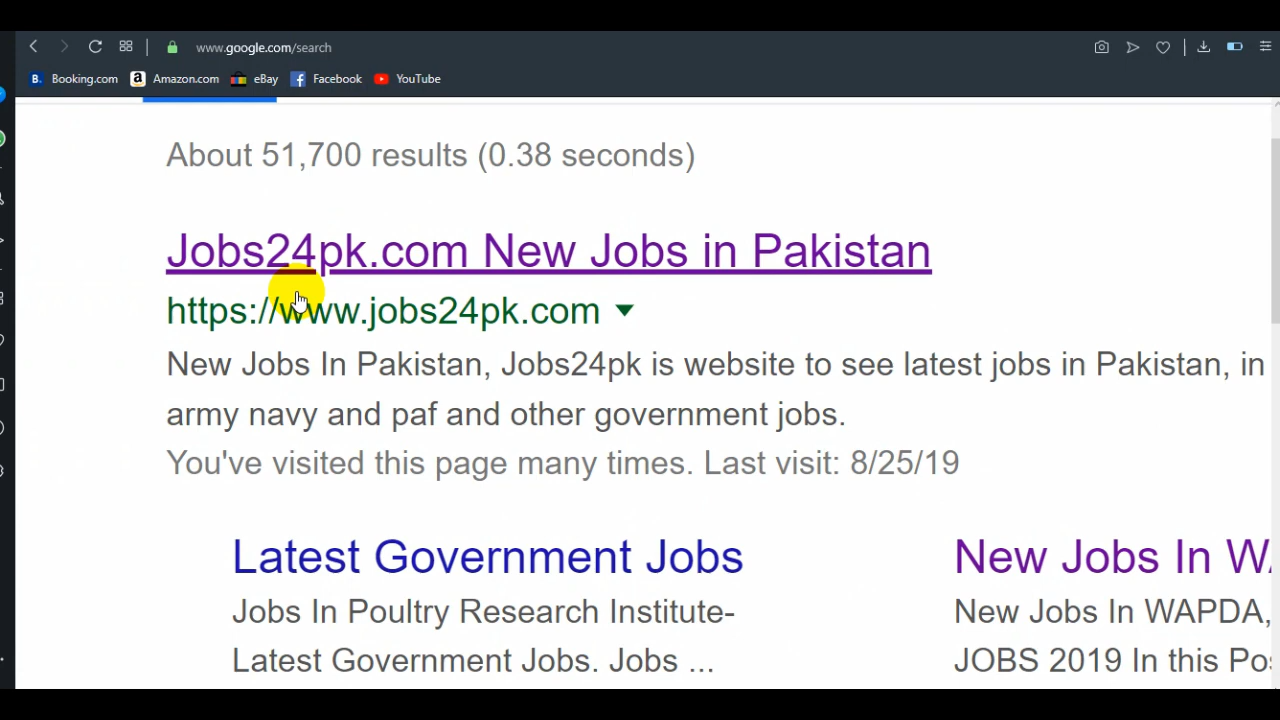 www.google.com/search
B. Booking.com a Amazon.com eBay f Facebook YouTube
About 51,700 results (0.38 seconds)
Jobs24pk.com New Jobs in Pakistan
https://www.jobs24pk.com
New Jobs In Pakistan, Jobs24pk is website to see latest jobs in Pakistan, in
army navy and paf and other government jobs.
You've visited this page many times. Last visit: 8/25/19
Latest Government Jobs
Jobs In Poultry Research Institute-
Latest Government Jobs. Jobs ...
New Jobs In WA
New Jobs In WAPDA,
JOBS 2019 In this Pos